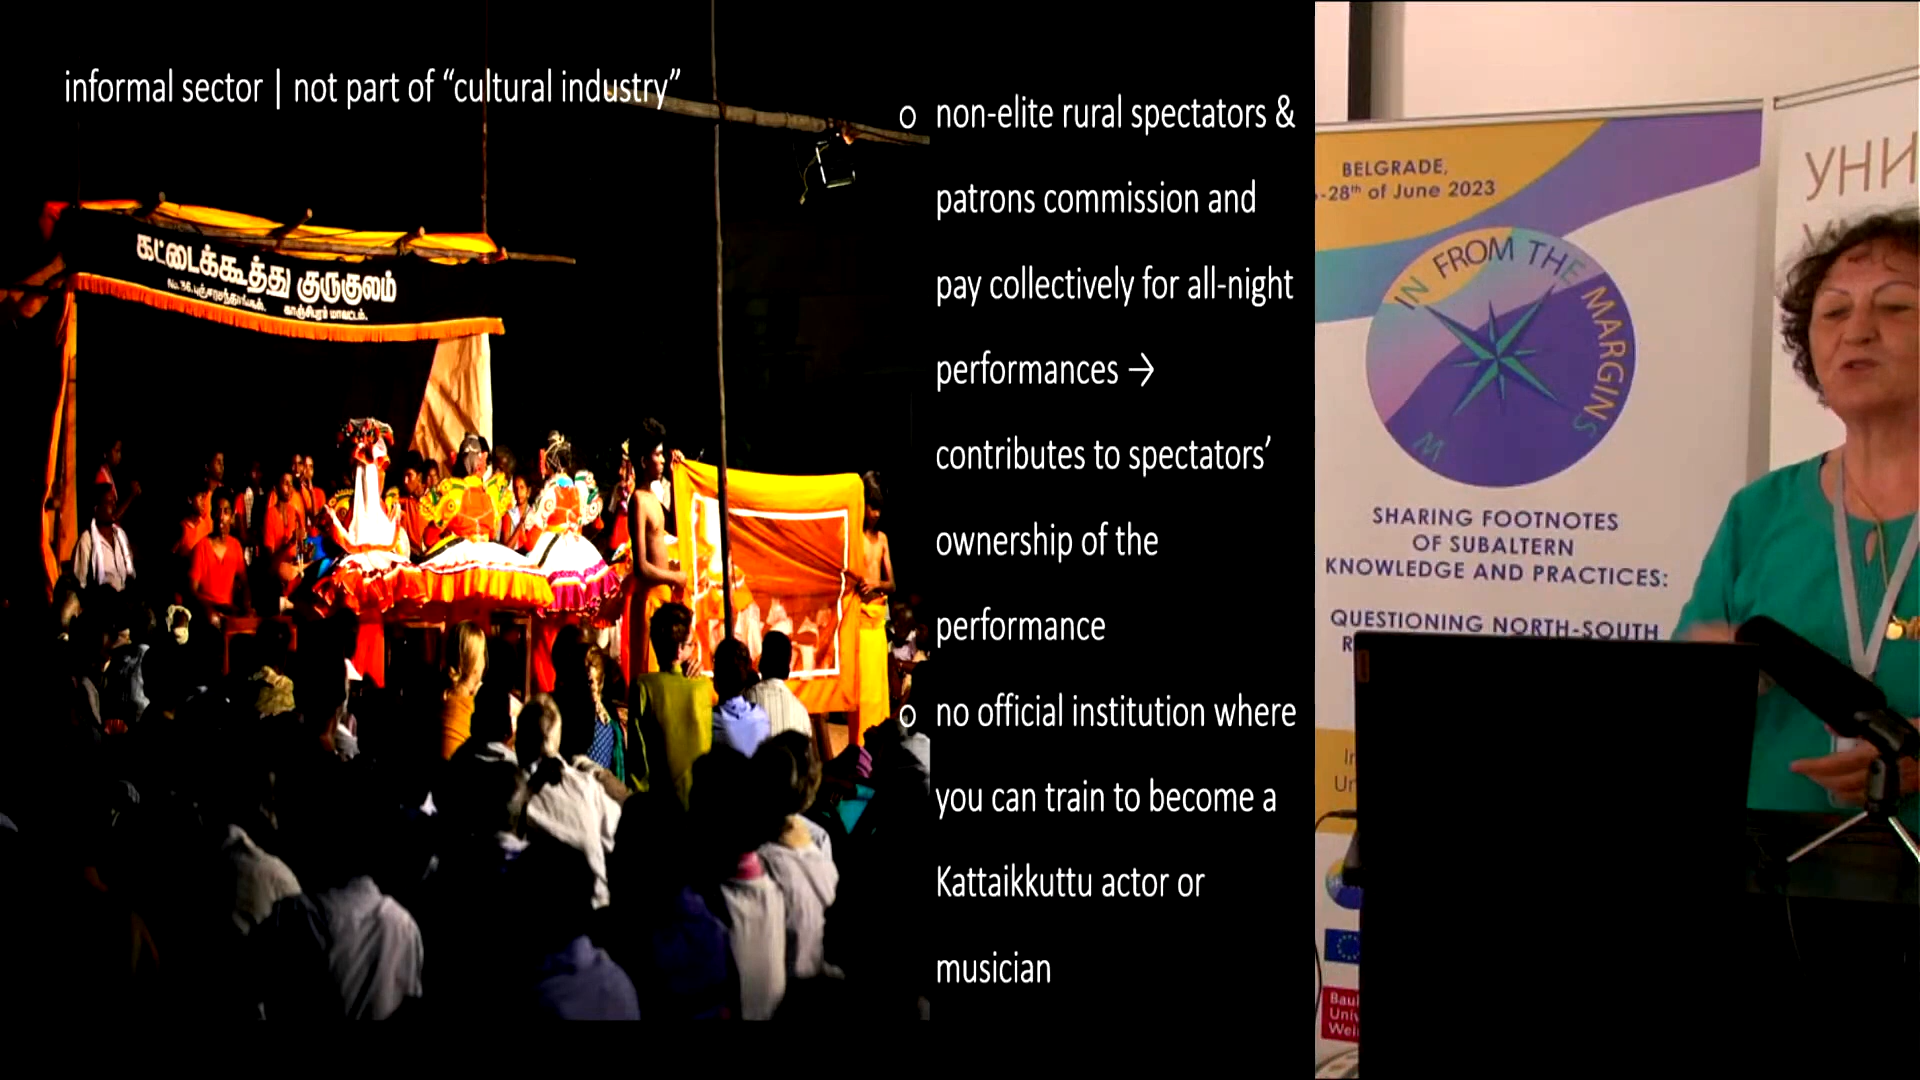 informal sector | not part of “cultural industry”
கட்டைக்கூத்து குருகுலம்
காஞ்சிபுரம் மாவட்டம்.
o non-elite rural spectators &
patrons commission and
pay collectively for all-night
performances →
contributes to spectators’
ownership of the
performance
o no official institution where
you can train to become a
Kattaikkuttu actor or
musician
BELGRADE,
-28th of June 2023
IN FROM THE MARGINS
SHARING FOOTNOTES
OF SUBALTERN
KNOWLEDGE AND PRACTICES:
QUESTIONING NORTH-SOUTH
УНИ